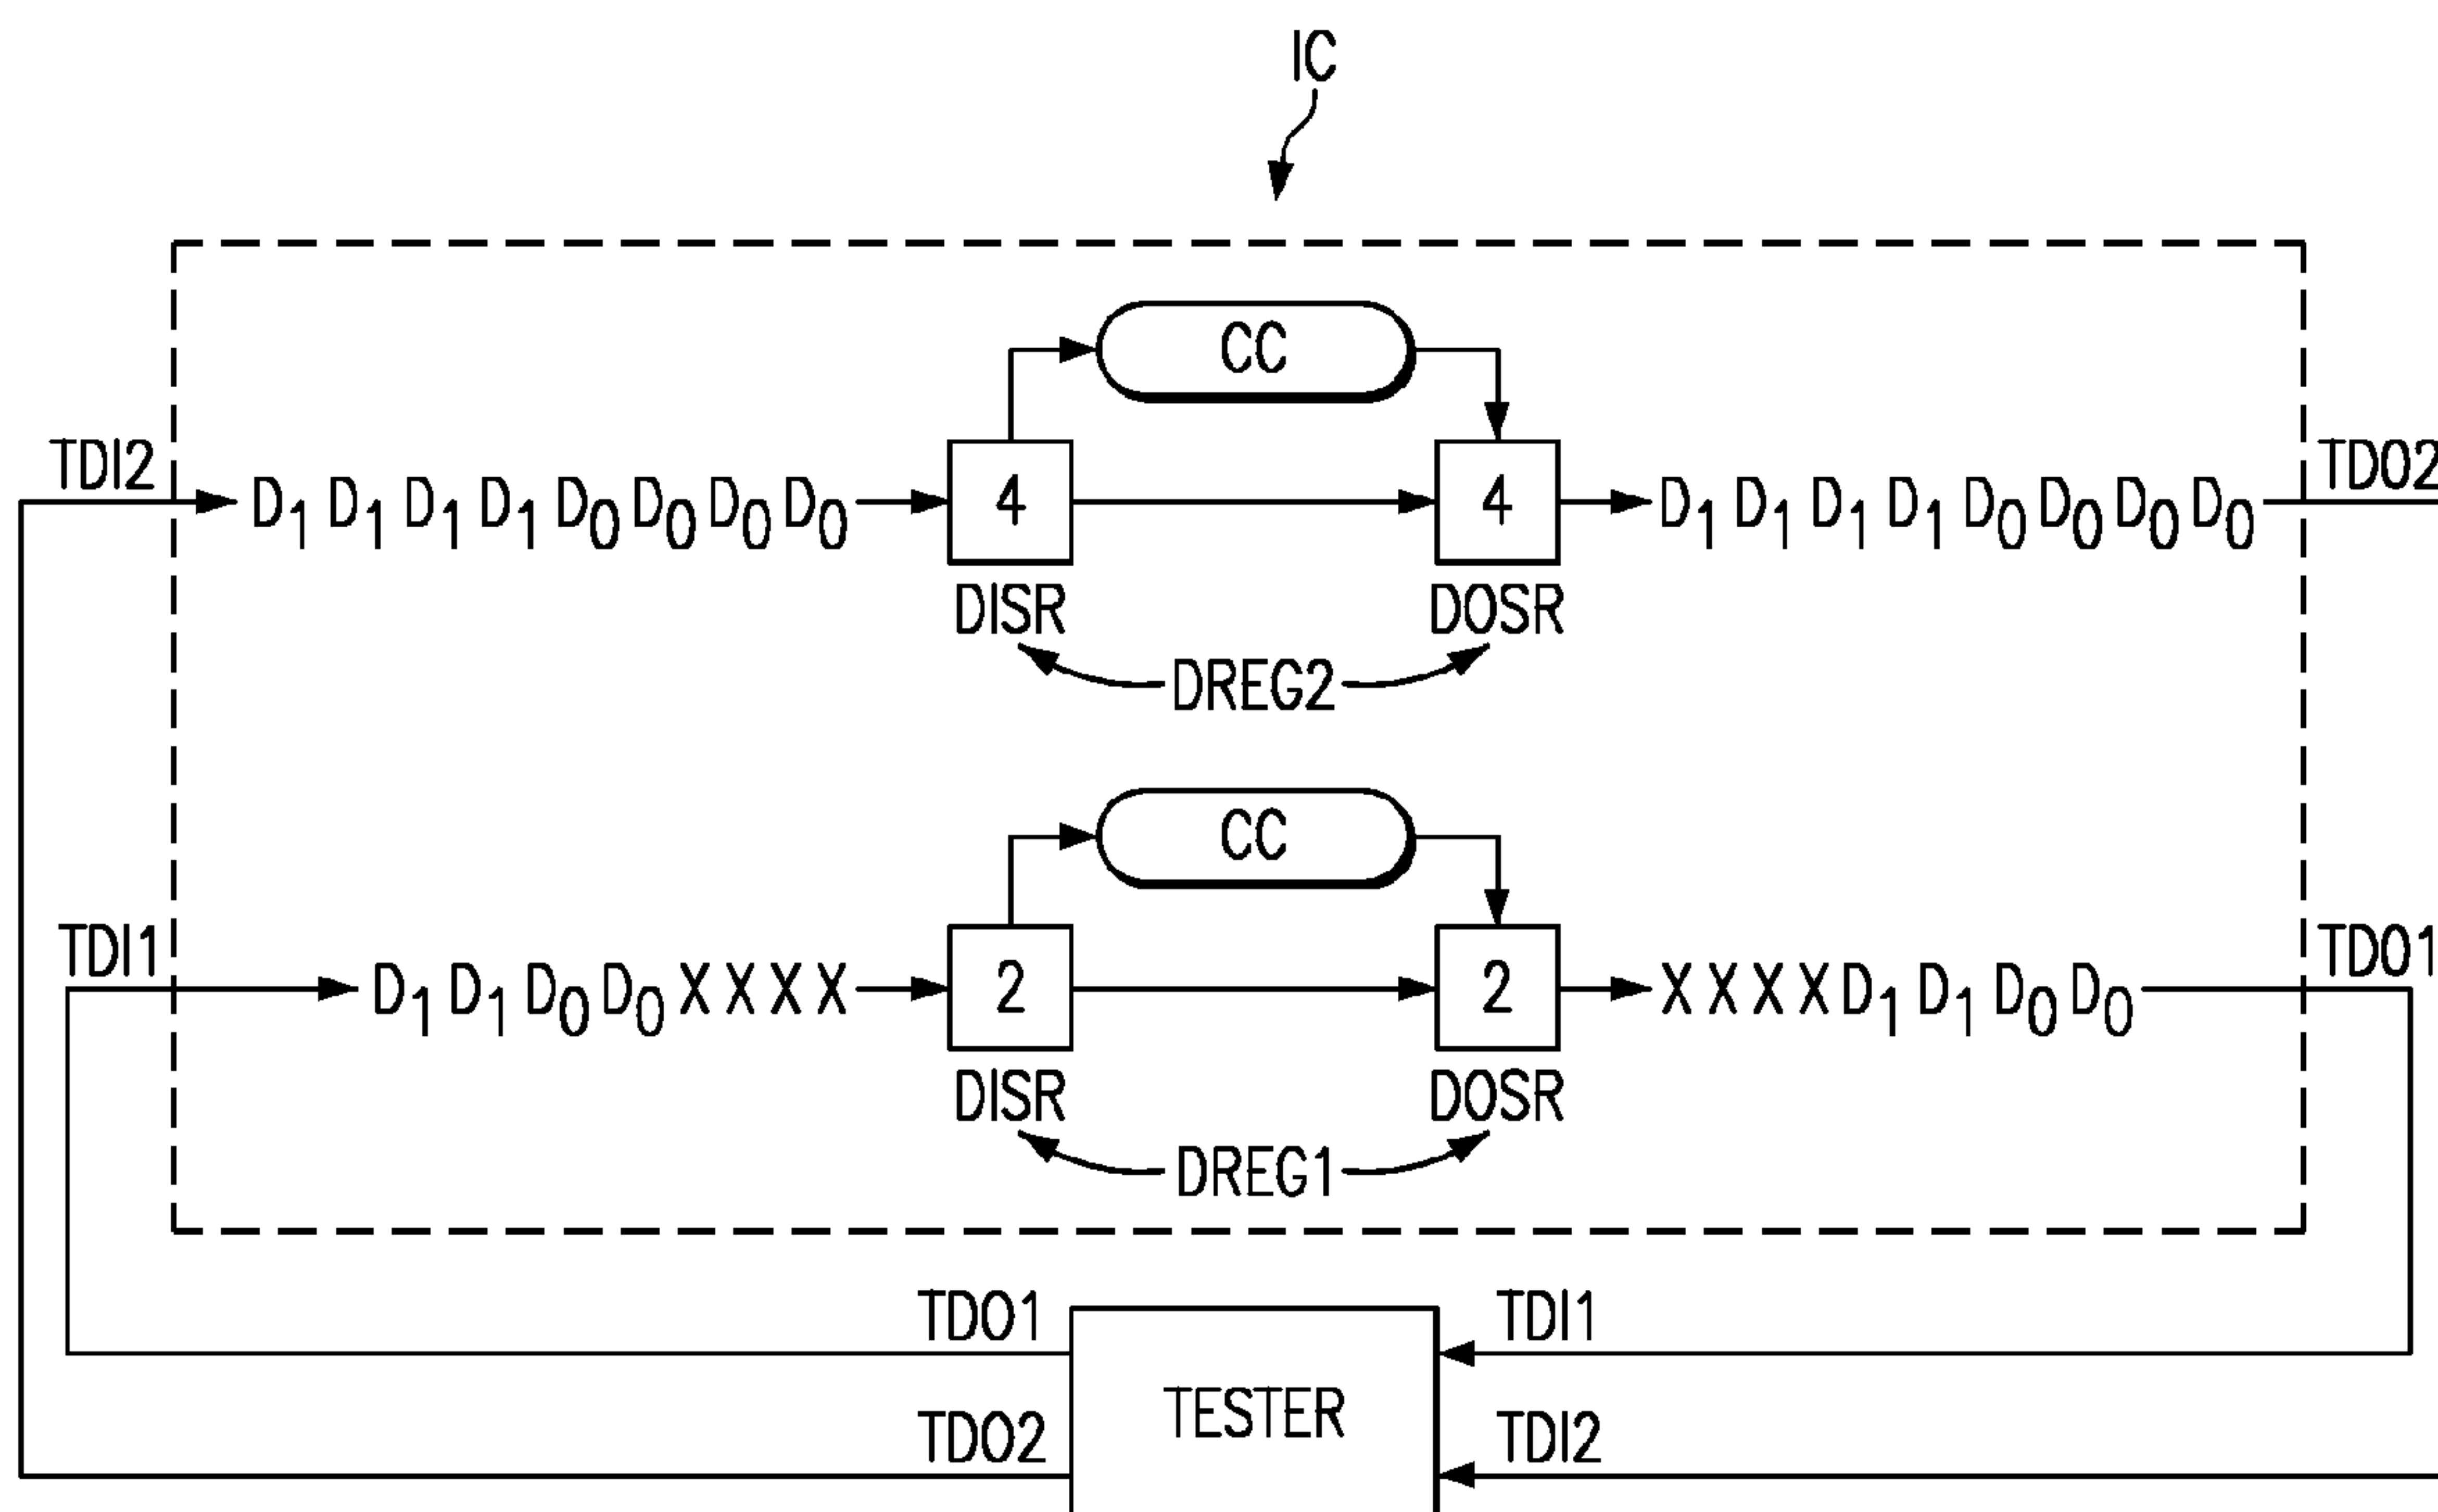 IC
CC
TDI2 D₁ D₁ D₁ D₁ D₀ D₀ D₀ D₀ 4 4 D₁ D₁ D₁ D₁ D₀ D₀ D₀ D₀ TDO2
DISR DOSR
DREG2
CC
TDI1 D₁ D₁ D₀ D₀ X X X X 2 2 X X X X D₁ D₁ D₀ D₀ TDO1
DISR DOSR
DREG1
TDO1 TDI1
TESTER
TDO2 TDI2